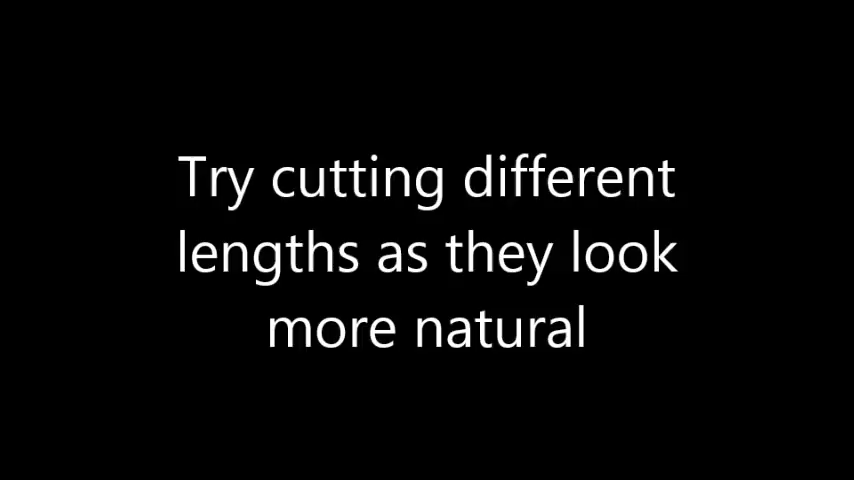 Try cutting different
lengths as they look
more natural